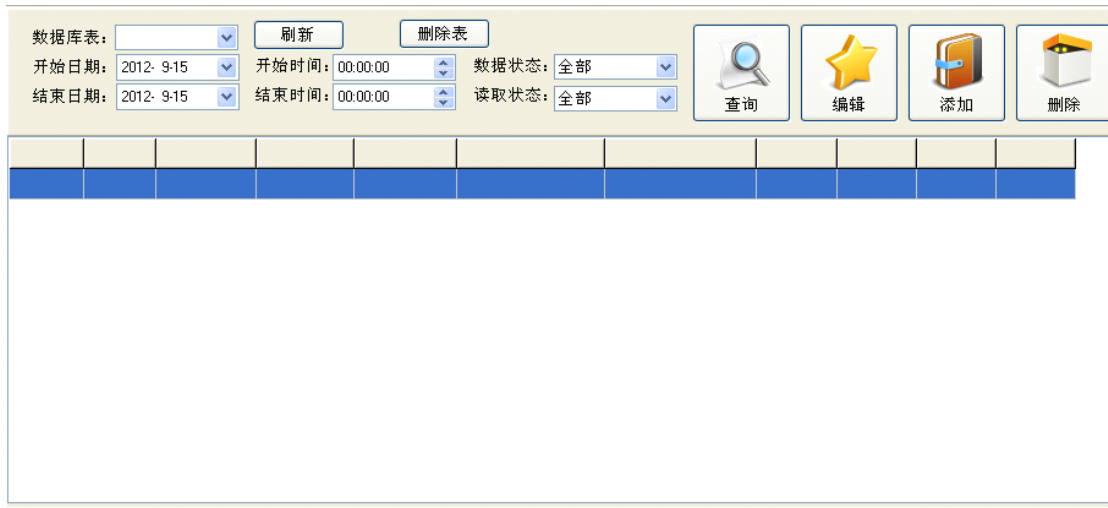 数据库表： 刷新 删除表
开始日期： 2012- 9-15 开始时间： 00:00:00 数据状态： 全部
结束日期： 2012- 9-15 结束时间： 00:00:00 读取状态： 全部
查询 编辑 添加 删除